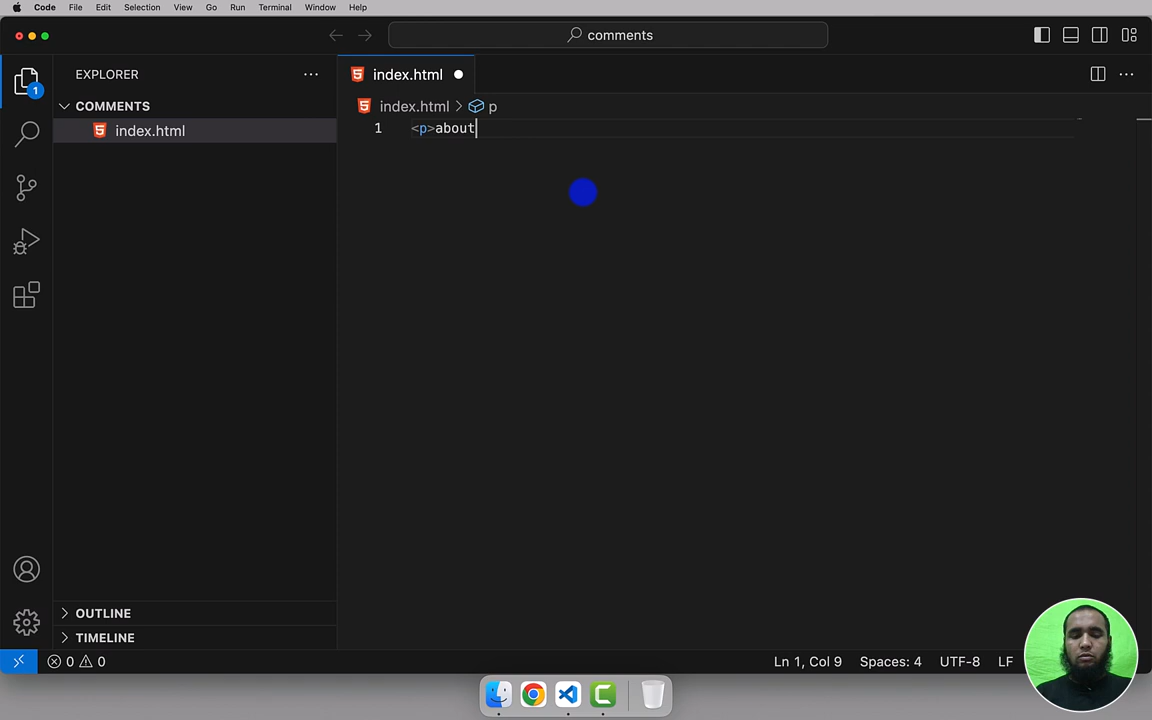 Code File Edit Selection View Go Run Terminal Window Help
comments
EXPLORER
index.html
COMMENTS
index.html > p
index.html
1 <p>about
1
OUTLINE
TIMELINE
0 0
Ln 1, Col 9 Spaces: 4 UTF-8 LF